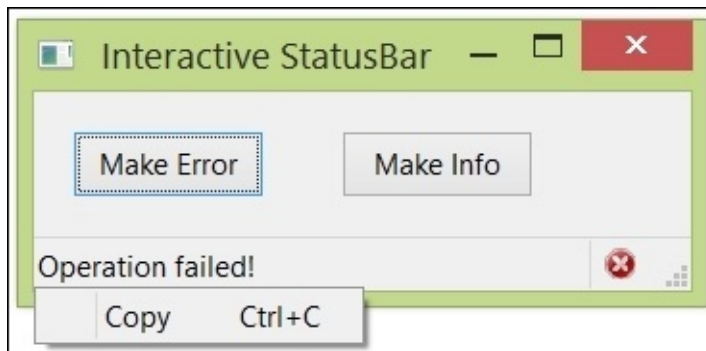 Interactive StatusBar
Make Error Make Info
Operation failed!
Copy Ctrl+C